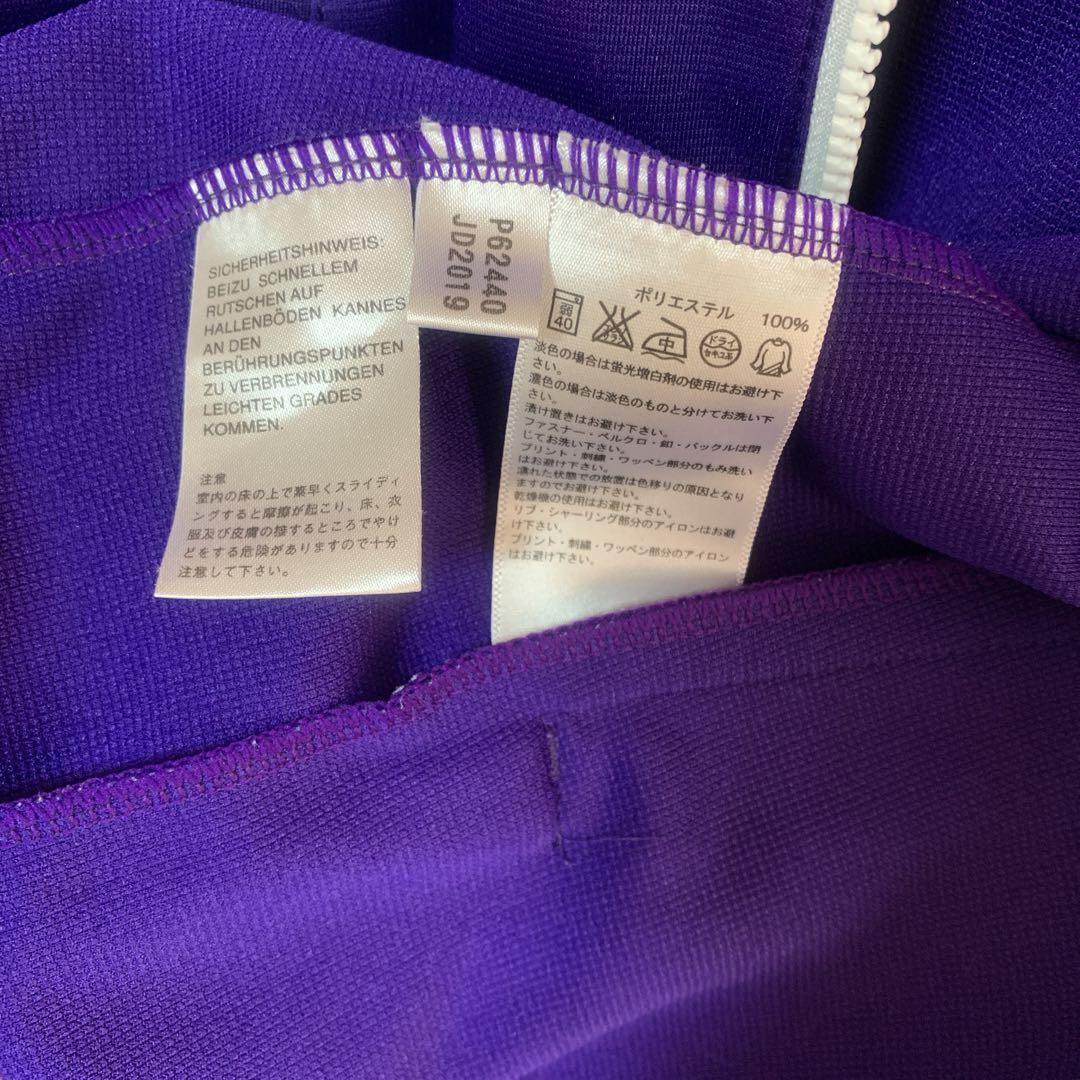 SICHERHEITSHINWEIS:
BEIZU SCHNELLEM
RUTSCHEN AUF
HALLENBÖDEN KANNES
AN DEN
BERÜHRUNGSPUNKTEN
ZU VERBRENNUNGEN
LEICHTEN GRADES
KOMMEN.
注意
室内の床の上で素早くスライディ
ングすると摩擦が起こり、床、衣
服及び皮膚の接するところでやけ
どをする危険がありますので十分
注意して下さい。
P62440
JD2019
ポリエステル 100%
弱
40
中
ドライ
セキユ系
淡色の場合は蛍光増白剤の使用はお避け下
さい。
濃色の場合は淡色のものと分けてお洗い下
さい。
漬け置きはお避け下さい。
ファスナー・ベルクロ・釦・バックルは閉
じてお洗い下さい。
プリント・刺繍・ワッペン部分のもみ洗い
はお避け下さい。
濡れた状態での放置は色移りの原因となり
ますのでお避け下さい。
乾燥機の使用はお避け下さい。
リブ・シャーリング部分のアイロンはお避
け下さい。
プリント・刺繍・ワッペン部分のアイロン
はお避け下さい。